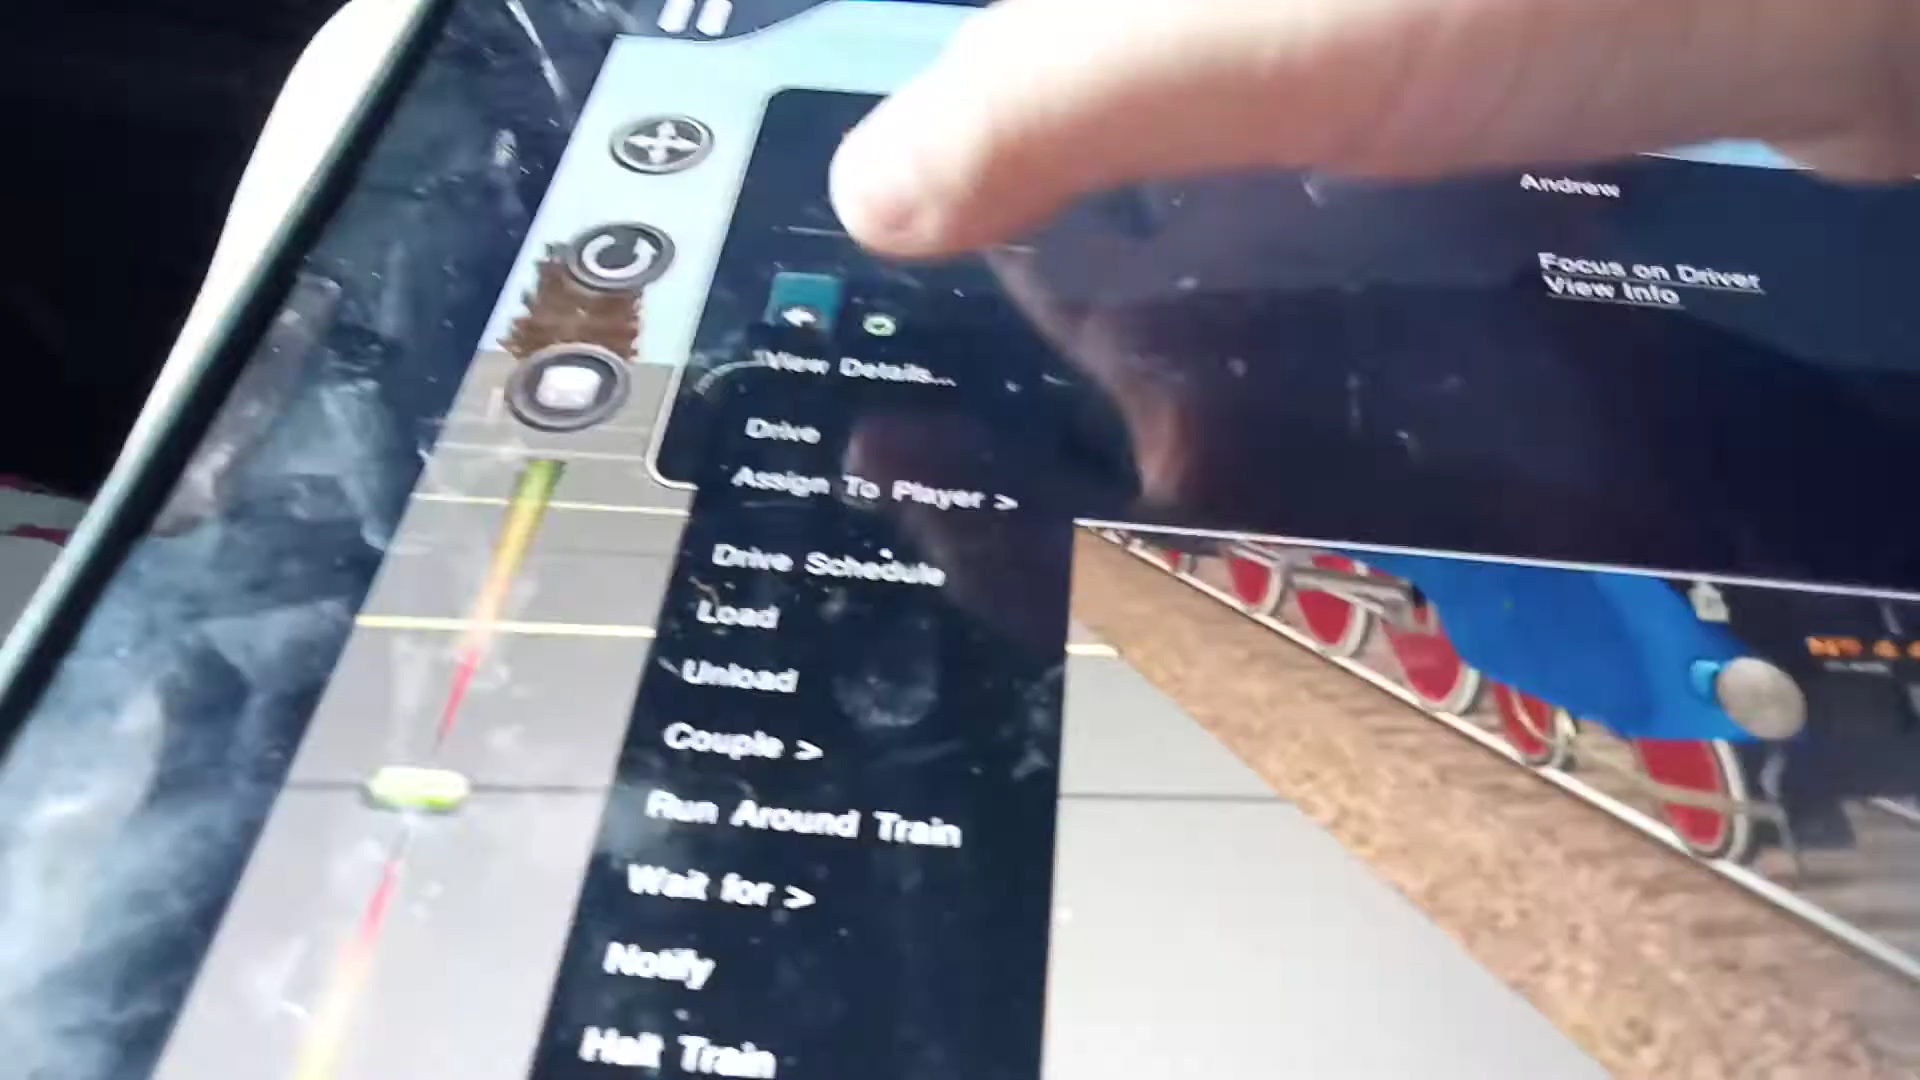 Andrew
Focus on Driver
View Info
View Details...
Drive
Assign To Player >
Drive Schedule
Load
Unload
Couple >
Run Around Train
Wait for >
Notify
Halt Train